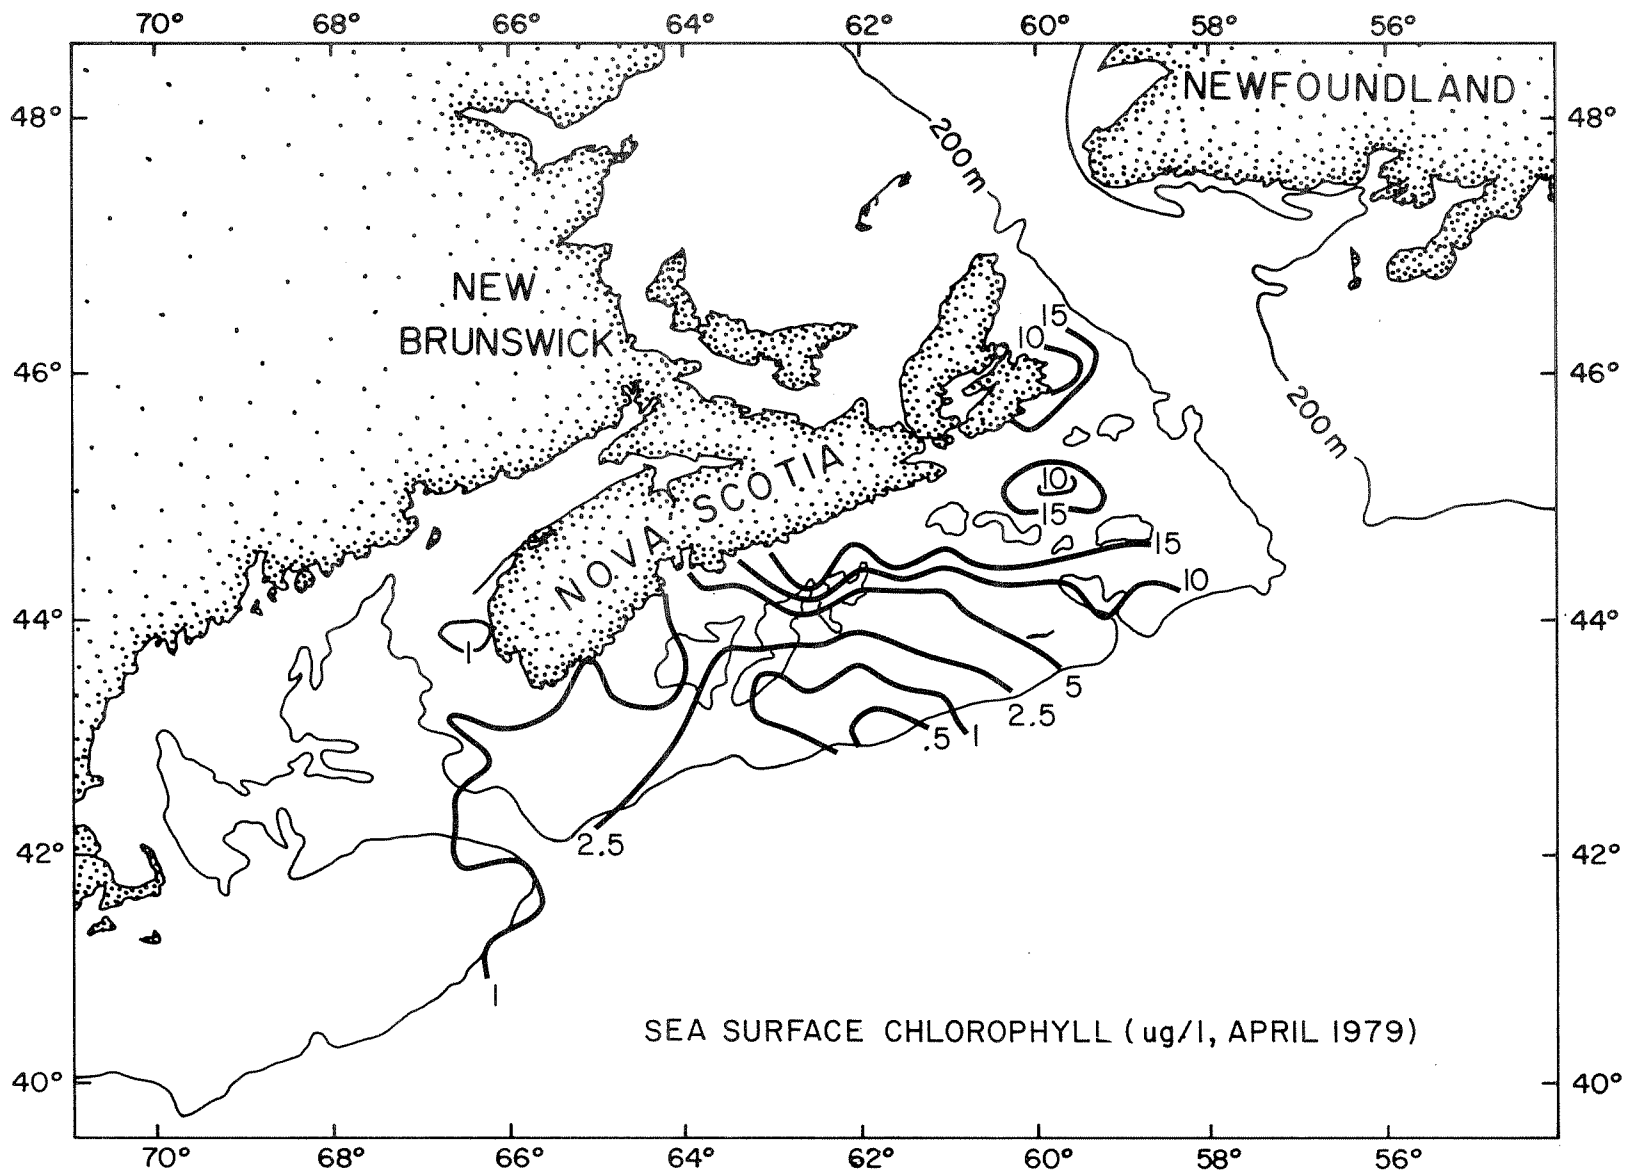 70° 68° 66° 64° 62° 60° 58° 56°
48° 48°
NEWFOUNDLAND
200m
NEW
BRUNSWICK
15
10
46° 46°
200m
NOVA SCOTIA
10
15
15
10
44° 44°
1
5
2.5
.5 1
2.5
42° 42°
1
SEA SURFACE CHLOROPHYLL (ug/l, APRIL 1979)
40° 40°
70° 68° 66° 64° 62° 60° 58° 56°